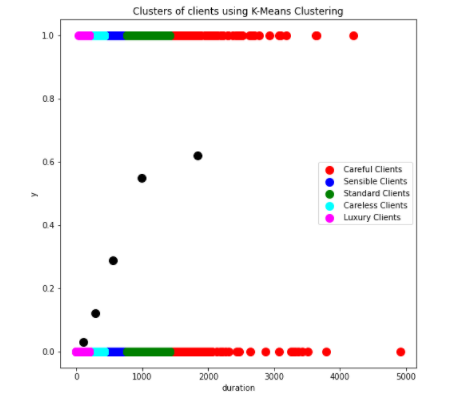 Clusters of clients using K-Means Clustering
1.0
0.8
0.6
0.4
0.2
0.0
y
Careful Clients
Sensible Clients
Standard Clients
Careless Clients
Luxury Clients
0
1000
2000
3000
4000
5000
duration